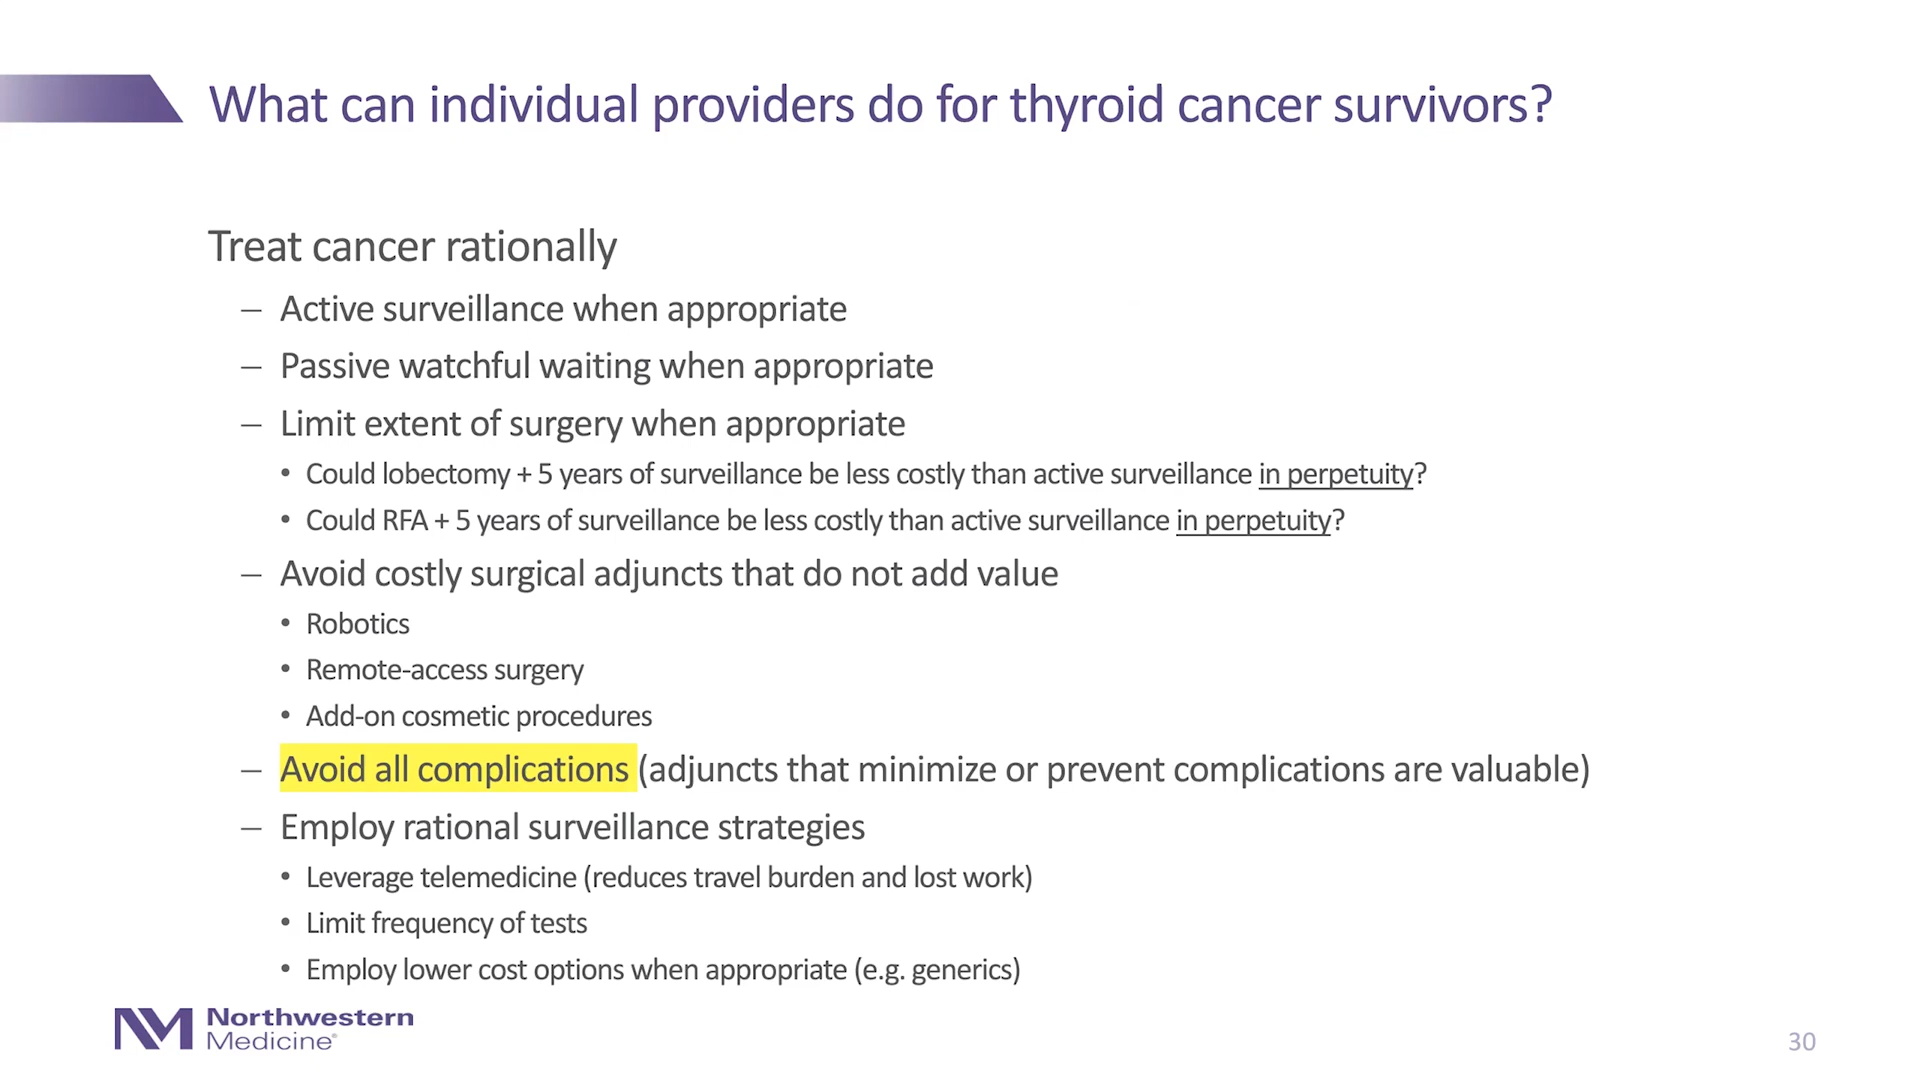 What can individual providers do for thyroid cancer survivors?
Treat cancer rationally
– Active surveillance when appropriate
– Passive watchful waiting when appropriate
– Limit extent of surgery when appropriate
• Could lobectomy + 5 years of surveillance be less costly than active surveillance in perpetuity?
• Could RFA + 5 years of surveillance be less costly than active surveillance in perpetuity?
– Avoid costly surgical adjuncts that do not add value
• Robotics
• Remote-access surgery
• Add-on cosmetic procedures
– Avoid all complications (adjuncts that minimize or prevent complications are valuable)
– Employ rational surveillance strategies
• Leverage telemedicine (reduces travel burden and lost work)
• Limit frequency of tests
• Employ lower cost options when appropriate (e.g. generics)
NM Northwestern
Medicine®
30